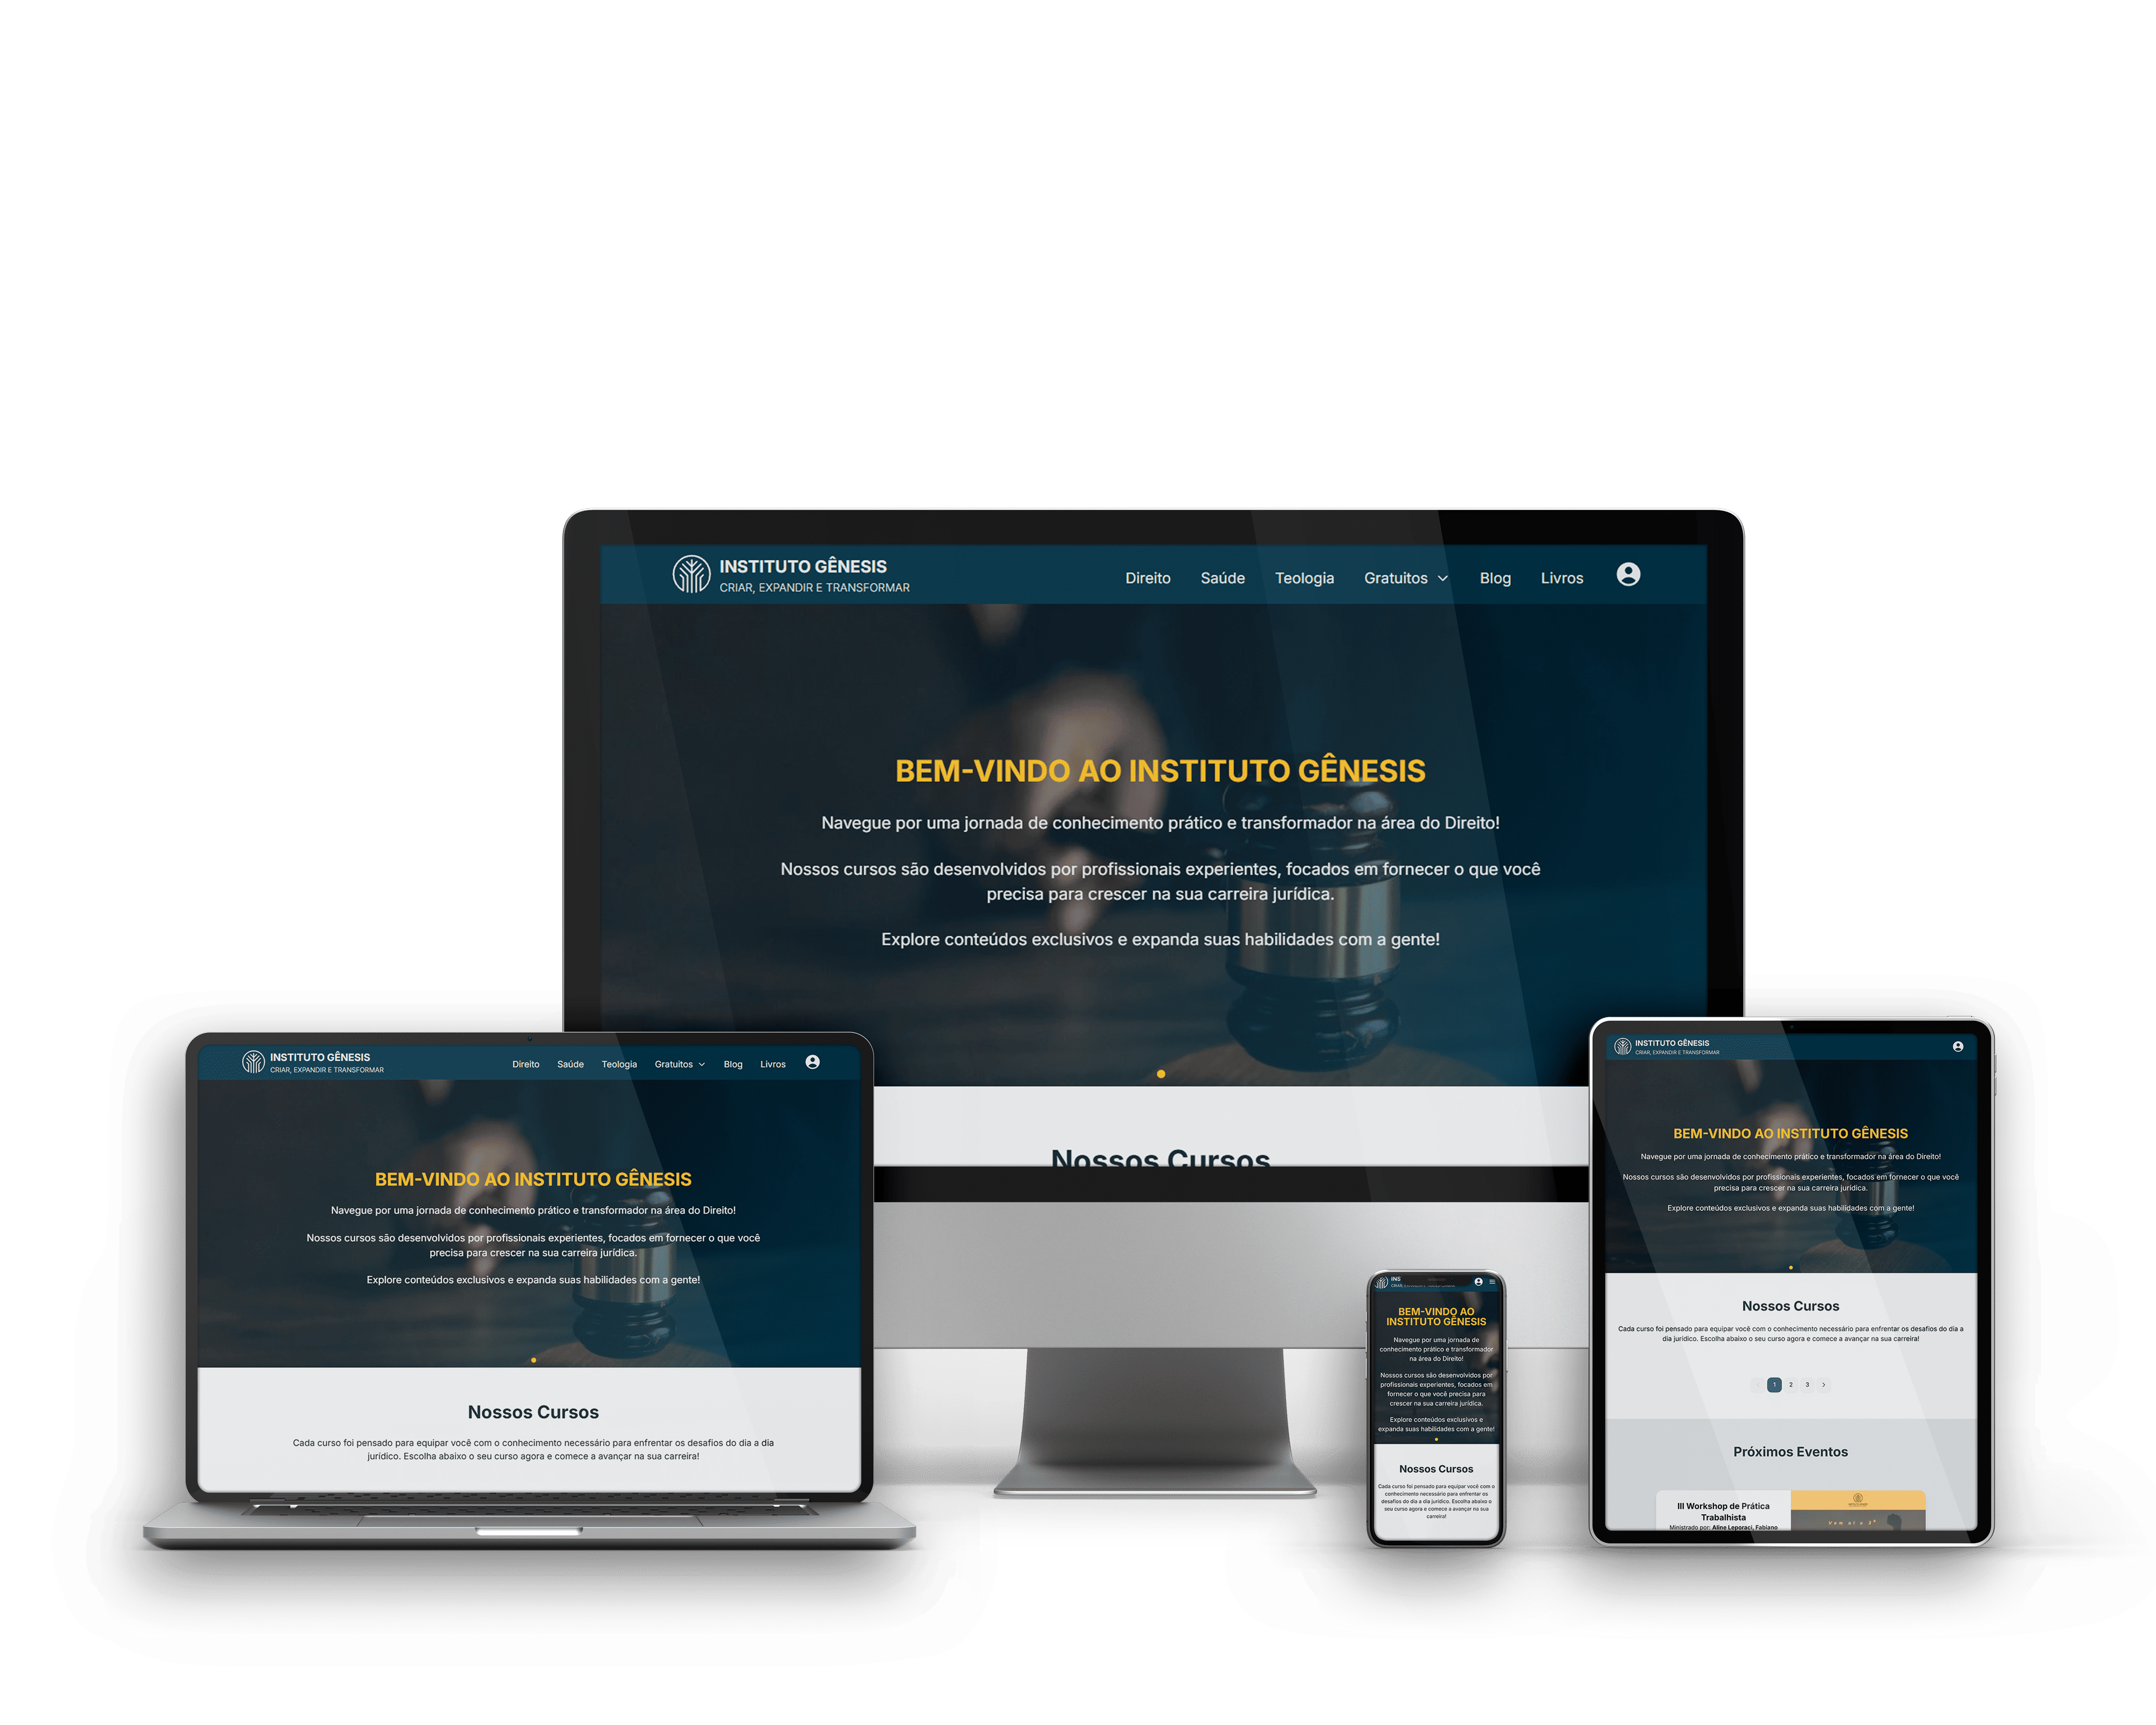 INSTITUTO GÊNESIS
CRIAR, EXPANDIR E TRANSFORMAR
Direito Saúde Teologia Gratuitos Blog Livros
BEM-VINDO AO INSTITUTO GÊNESIS
Navegue por uma jornada de conhecimento prático e transformador na área do Direito!
Nossos cursos são desenvolvidos por profissionais experientes, focados em fornecer o que você
precisa para crescer na sua carreira jurídica.
Explore conteúdos exclusivos e expanda suas habilidades com a gente!
Nossos Cursos
INSTITUTO GÊNESIS
CRIAR, EXPANDIR E TRANSFORMAR
Direito Saúde Teologia Gratuitos Blog Livros
BEM-VINDO AO INSTITUTO GÊNESIS
Navegue por uma jornada de conhecimento prático e transformador na área do Direito!
Nossos cursos são desenvolvidos por profissionais experientes, focados em fornecer o que você
precisa para crescer na sua carreira jurídica.
Explore conteúdos exclusivos e expanda suas habilidades com a gente!
Nossos Cursos
Cada curso foi pensado para equipar você com o conhecimento necessário para enfrentar os desafios do dia a dia
jurídico. Escolha abaixo o seu curso agora e comece a avançar na sua carreira!
INS
BEM-VINDO AO
INSTITUTO GÊNESIS
Navegue por uma jornada de
conhecimento prático e transformador
na área do Direito!
Nossos cursos são desenvolvidos por
profissionais experientes, focados em
fornecer o que você precisa para
crescer na sua carreira jurídica.
Explore conteúdos exclusivos e
expanda suas habilidades com a gente!
Nossos Cursos
Cada curso foi pensado para equipar você com o
conhecimento necessário para enfrentar os
desafios do dia a dia jurídico. Escolha abaixo o
seu curso agora e comece a avançar na sua
carreira!
INSTITUTO GÊNESIS
CRIAR, EXPANDIR E TRANSFORMAR
BEM-VINDO AO INSTITUTO GÊNESIS
Navegue por uma jornada de conhecimento prático e transformador na área do Direito!
Nossos cursos são desenvolvidos por profissionais experientes, focados em fornecer o que você
precisa para crescer na sua carreira jurídica.
Explore conteúdos exclusivos e expanda suas habilidades com a gente!
Nossos Cursos
Cada curso foi pensado para equipar você com o conhecimento necessário para enfrentar os desafios do dia a
dia jurídico. Escolha abaixo o seu curso agora e comece a avançar na sua carreira!
1 2 3
Próximos Eventos
III Workshop de Prática
Trabalhista
Ministrado por: Aline Leporaci, Fabiano
Vem aí a 3ª